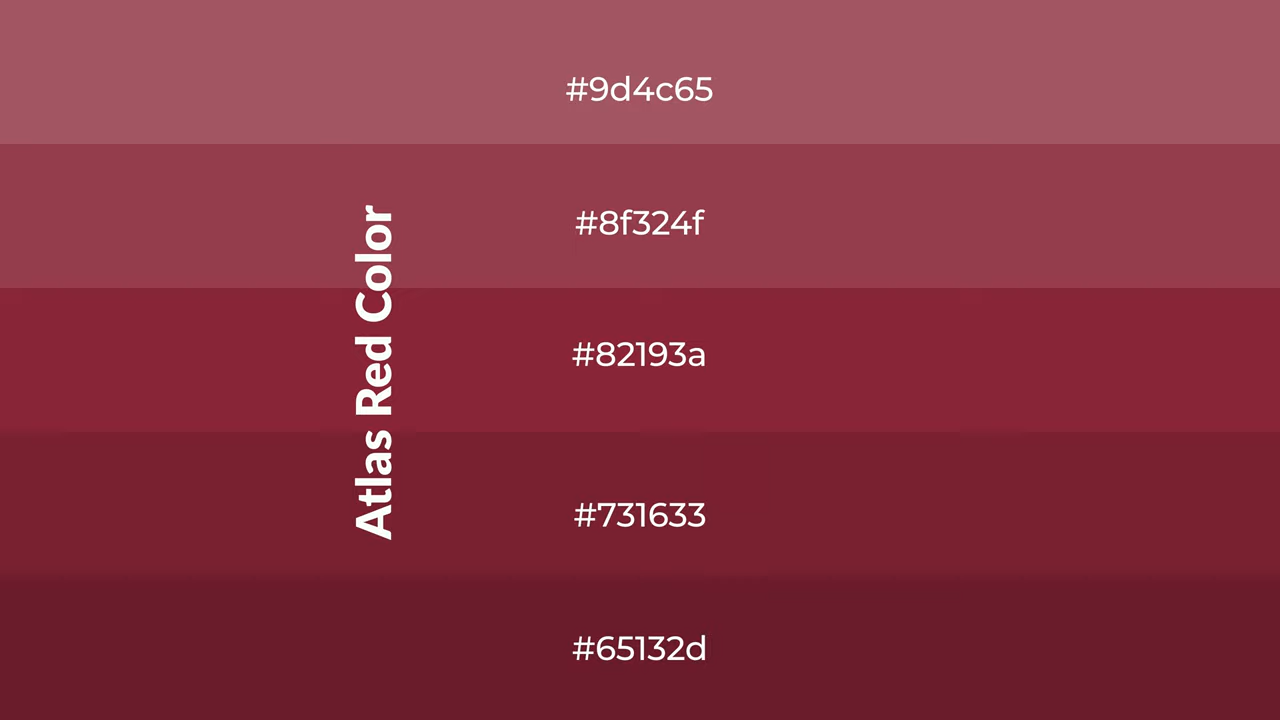 #9d4c65
#8f324f
Atlas Red Color
#82193a
#731633
#65132d